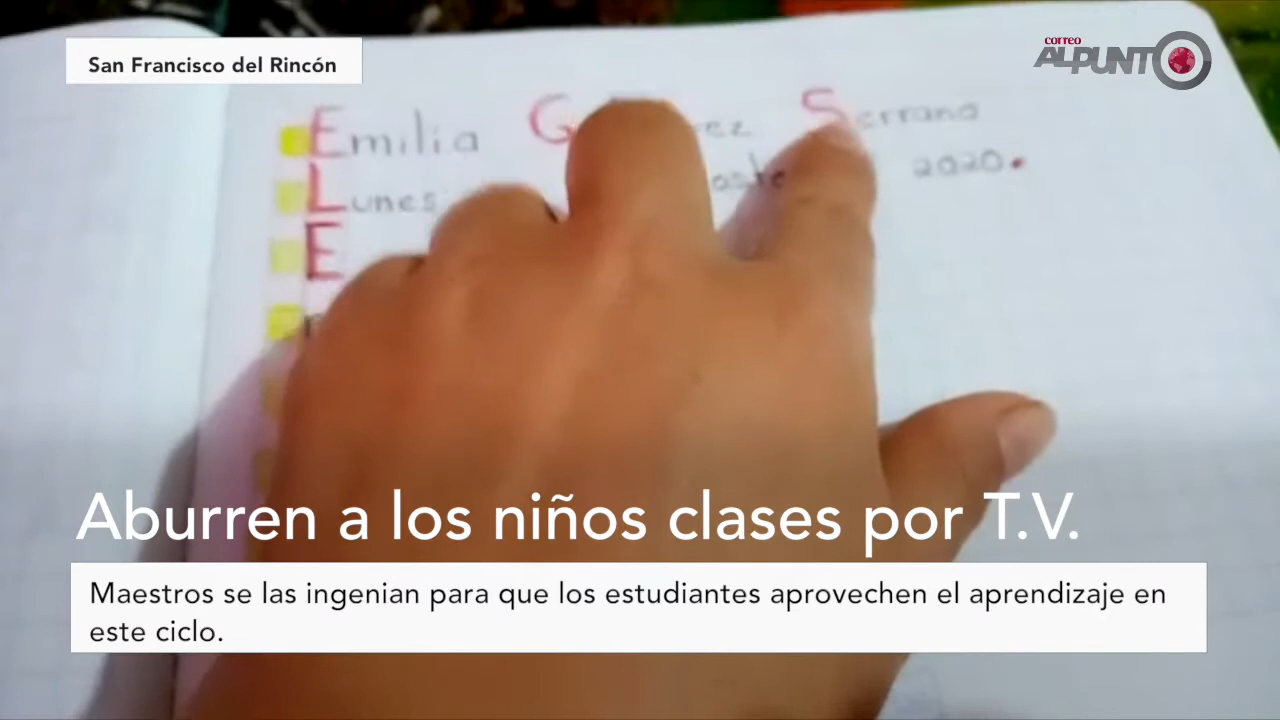 San Francisco del Rincón
correo
ALPUNTO
Emilia Serrano
Lunes 2020.
E
Aburren a los niños clases por T.V.
Maestros se las ingenian para que los estudiantes aprovechen el aprendizaje en
este ciclo.